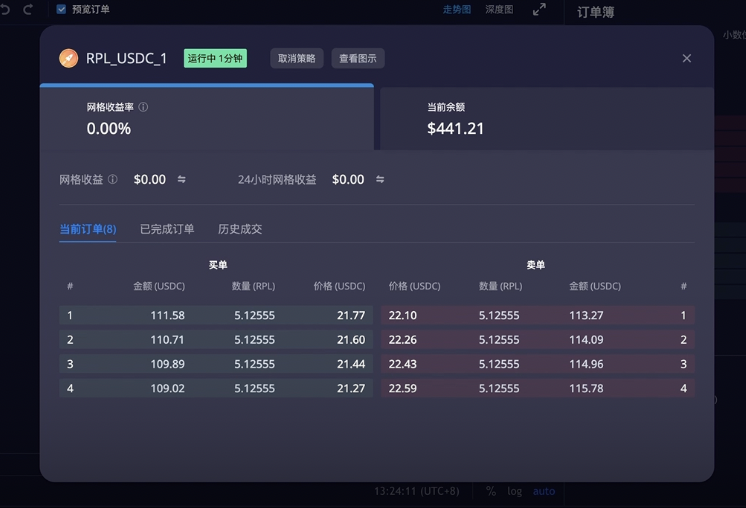 预览订单
走势图 深度图
订单簿
RPL_USDC_1 运行中 1分钟 取消策略 查看图示
网格收益率
0.00%
当前余额
$441.21
网格收益 $0.00
24小时网格收益 $0.00
当前订单(8) 已完成订单 历史成交
买单 卖单
# 金额 (USDC) 数量 (RPL) 价格 (USDC) 价格 (USDC) 数量 (RPL) 金额 (USDC) #
1 111.58 5.12555 21.77 22.10 5.12555 113.27 1
2 110.71 5.12555 21.60 22.26 5.12555 114.09 2
3 109.89 5.12555 21.44 22.43 5.12555 114.96 3
4 109.02 5.12555 21.27 22.59 5.12555 115.78 4
13:24:11 (UTC+8) % log auto